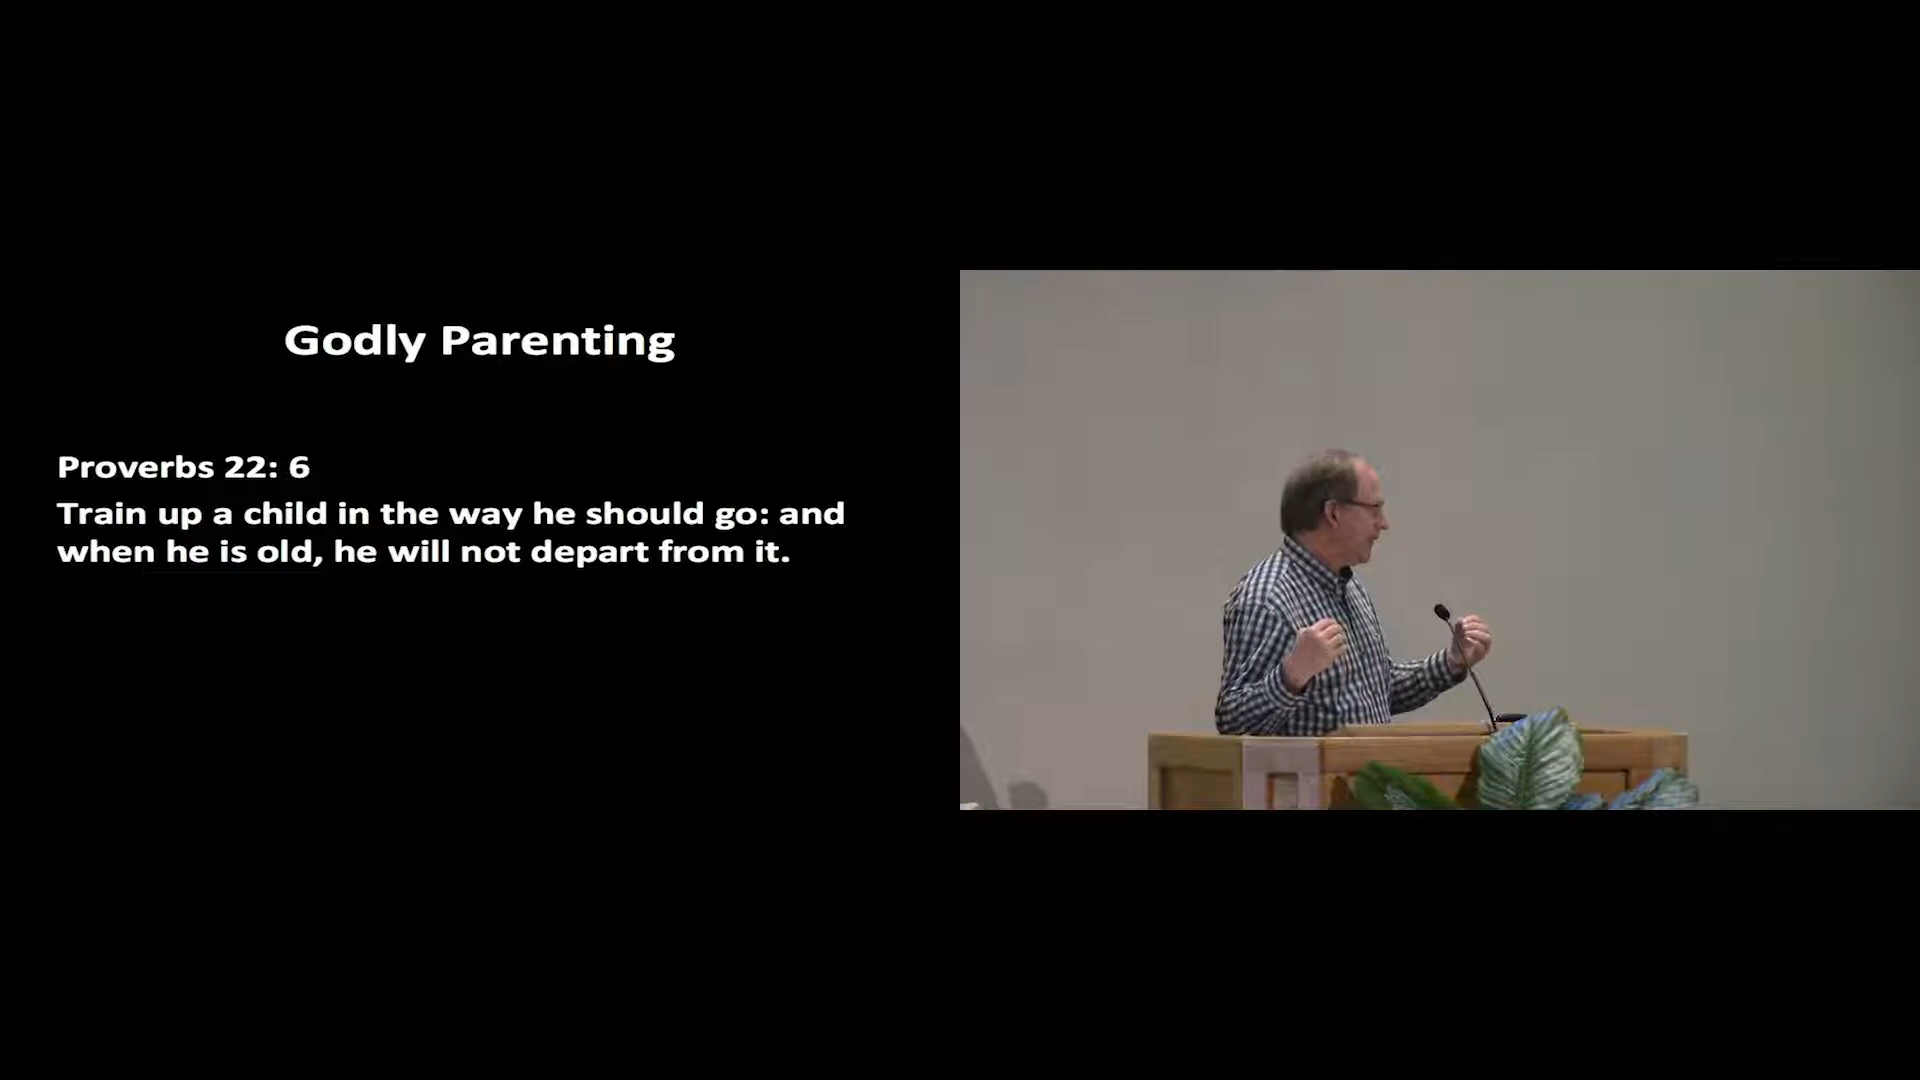 Godly Parenting
Proverbs 22: 6
Train up a child in the way he should go: and
when he is old, he will not depart from it.